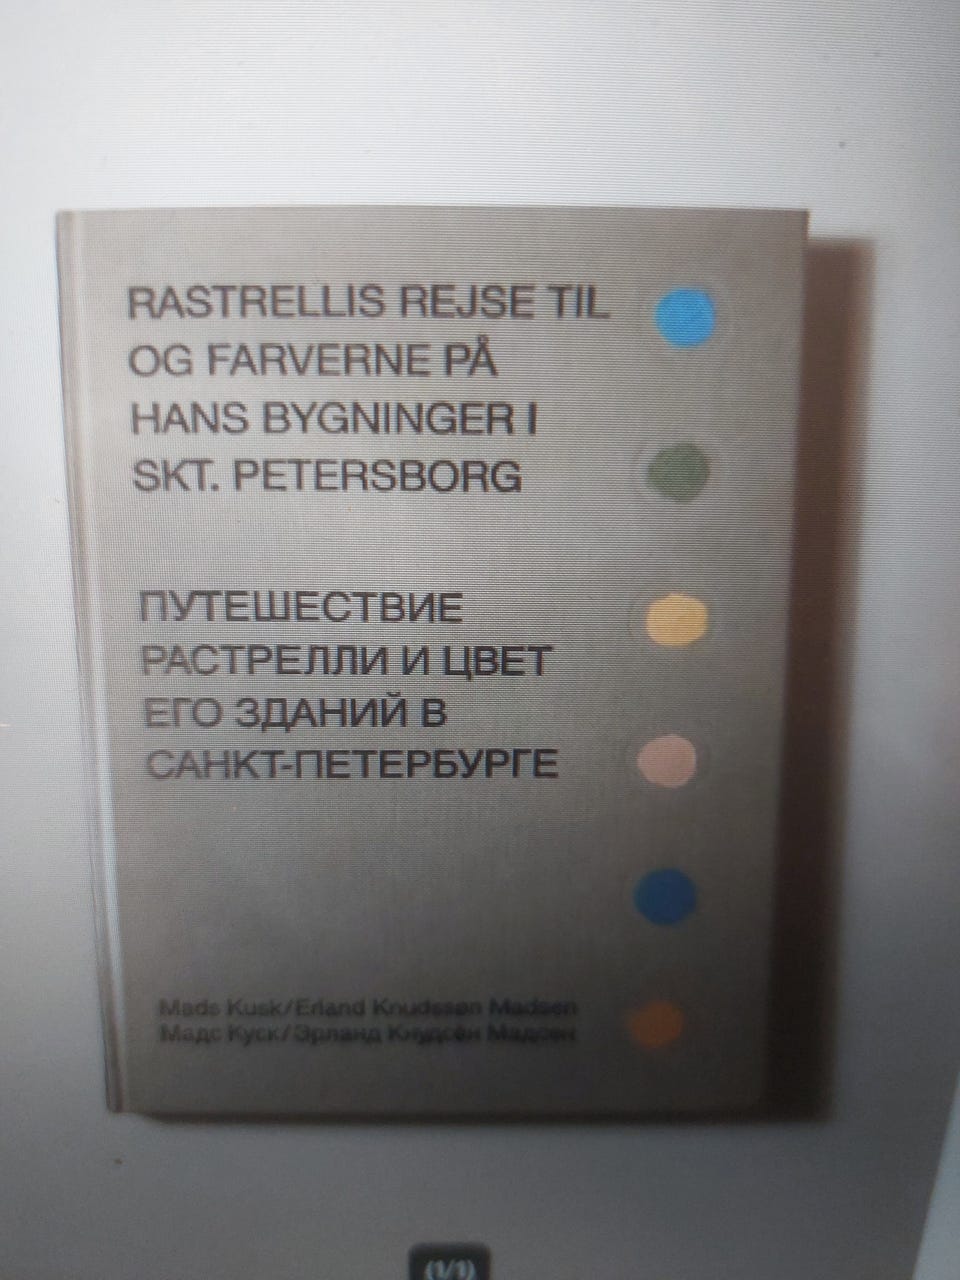 RASTRELLIS REJSE TIL
OG FARVERNE PÅ
HANS BYGNINGER I
SKT. PETERSBORG
ПУТЕШЕСТВИЕ
РАСТРЕЛЛИ И ЦВЕТ
ЕГО ЗДАНИЙ В
САНКТ-ПЕТЕРБУРГЕ
Mads Kusk/Erland Knudssøn Madsen
Мадс Куск/Эрланд Кнудсён Мадсен
(1/1)